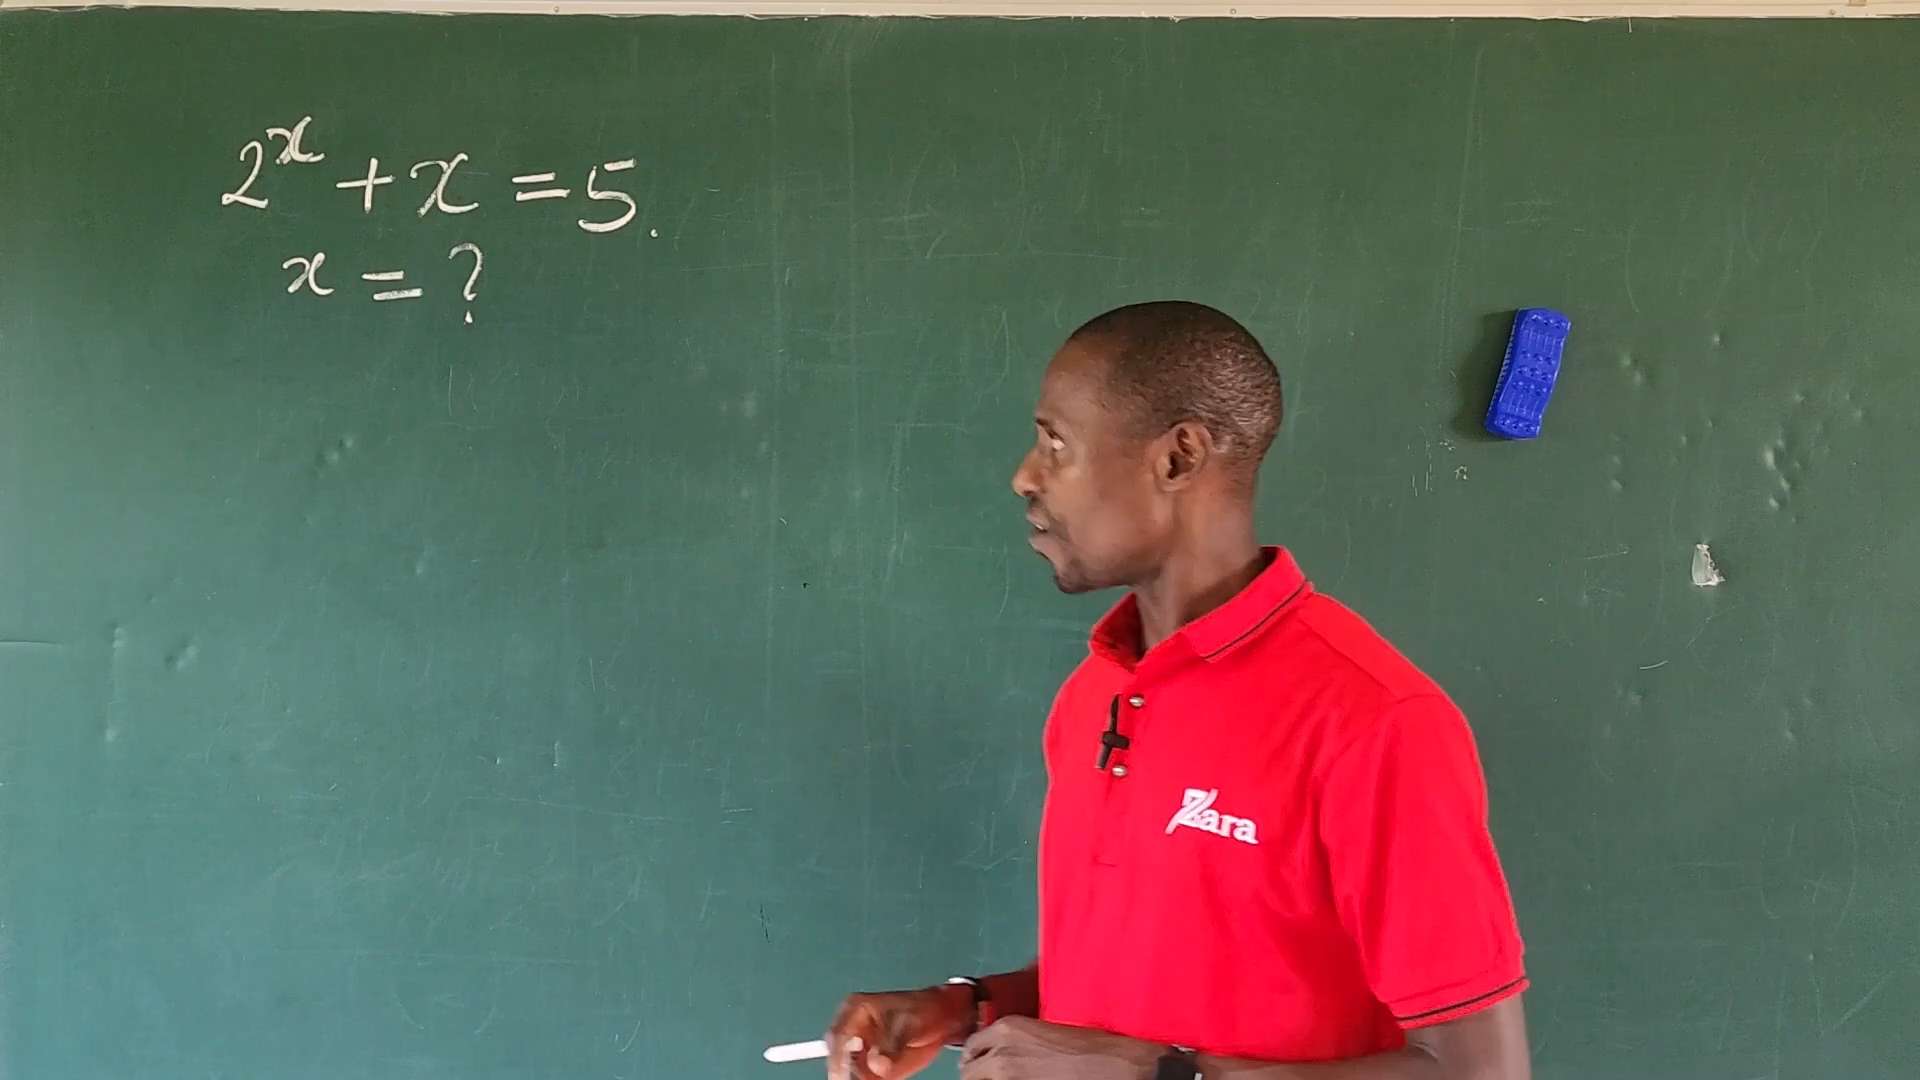 2^x + x = 5.
x = ?
Zara